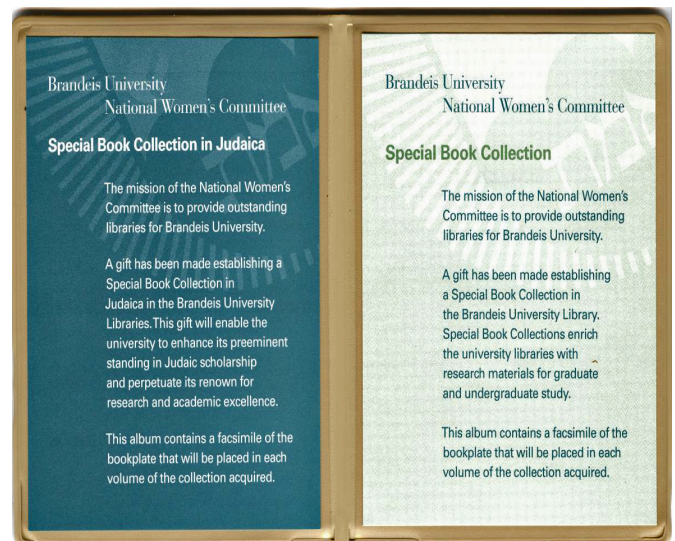 Brandeis University
National Women's Committee
Special Book Collection in Judaica
The mission of the National Women's
Committee is to provide outstanding
libraries for Brandeis University.
A gift has been made establishing a
Special Book Collection in
Judaica in the Brandeis University
Libraries. This gift will enable the
university to enhance its preeminent
standing in Judaic scholarship
and perpetuate its renown for
research and academic excellence.
This album contains a facsimile of the
bookplate that will be placed in each
volume of the collection acquired.
Brandeis University
National Women's Committee
Special Book Collection
The mission of the National Women's
Committee is to provide outstanding
libraries for Brandeis University.
A gift has been made establishing
a Special Book Collection in
the Brandeis University Library.
Special Book Collections enrich
the university libraries with
research materials for graduate
and undergraduate study.
This album contains a facsimile of the
bookplate that will be placed in each
volume of the collection acquired.